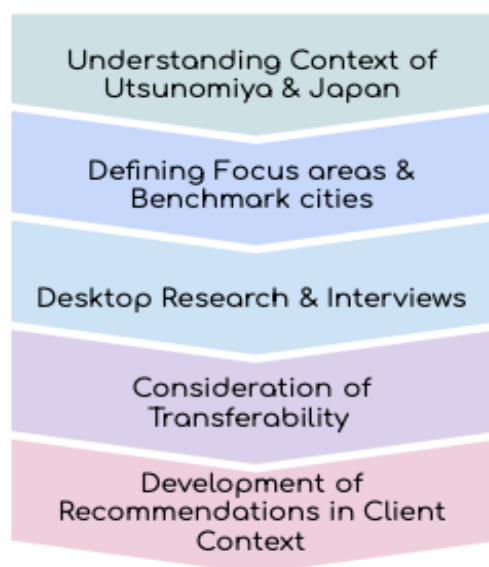 Understanding Context of
Utsunomiya & Japan
Defining Focus areas &
Benchmark cities
Desktop Research & Interviews
Consideration of
Transferability
Development of
Recommendations in Client
Context